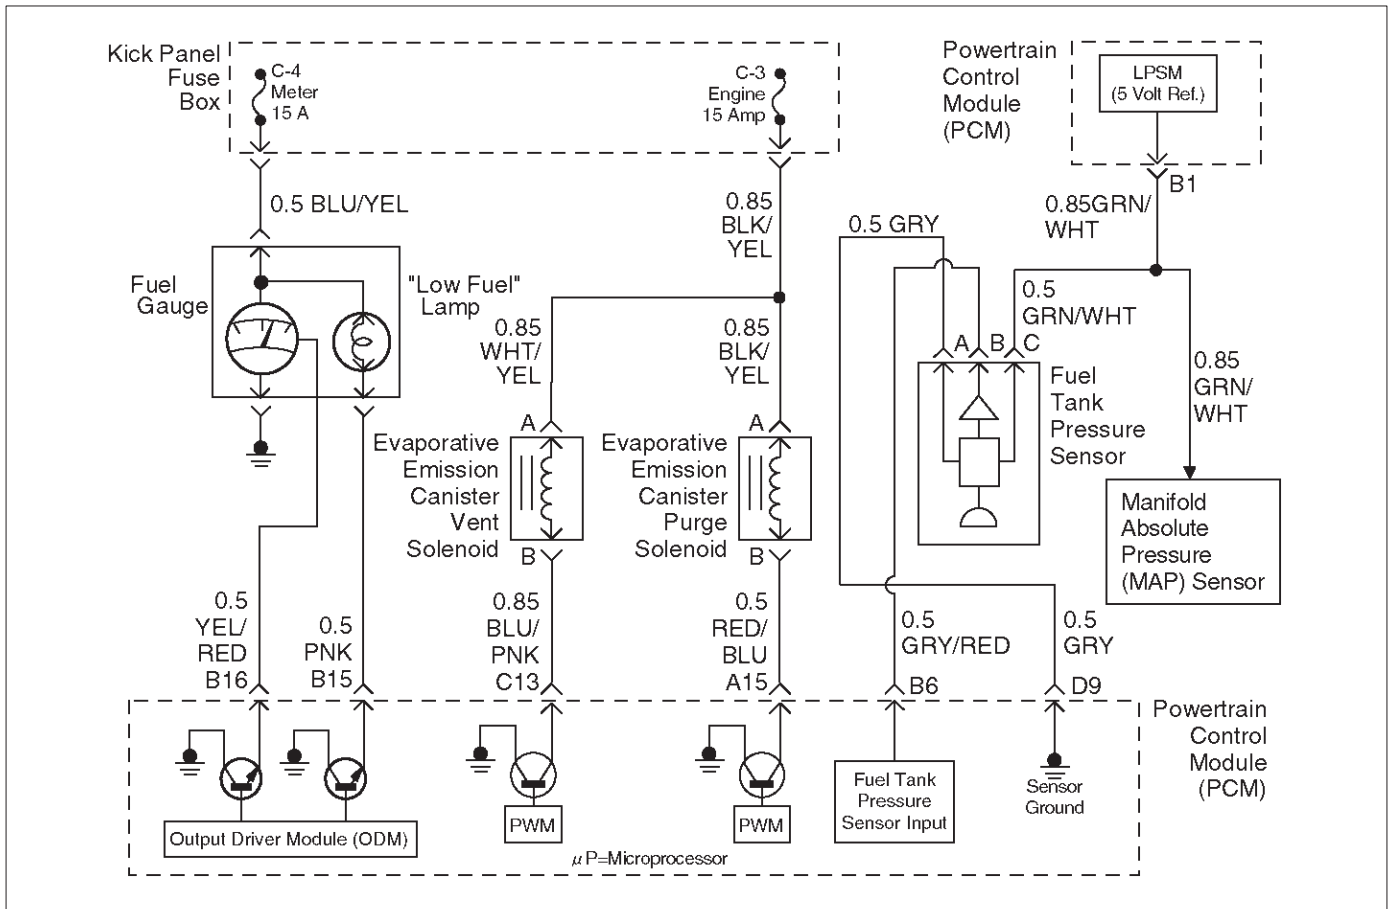 Kick Panel
Fuse
Box
C-4
Meter
15 A
C-3
Engine
15 Amp
Powertrain
Control
Module
(PCM)
LPSM
(5 Volt Ref.)
B1
0.5 BLU/YEL
0.85
BLK/
YEL
0.5 GRY
0.85GRN/
WHT
Fuel
Gauge
"Low Fuel"
Lamp
0.85
WHT/
YEL
0.85
BLK/
YEL
0.5
GRN/WHT
A B C
0.85
GRN/
WHT
Fuel
Tank
Pressure
Sensor
A
Evaporative
Emission
Canister
Vent
Solenoid
B
A
Evaporative
Emission
Canister
Purge
Solenoid
B
Manifold
Absolute
Pressure
(MAP) Sensor
0.5
YEL/
RED
B16
0.5
PNK
B15
0.85
BLU/
PNK
C13
0.5
RED/
BLU
A15
0.5
GRY/RED
B6
0.5
GRY
D9
Powertrain
Control
Module
(PCM)
Output Driver Module (ODM)
PWM
PWM
Fuel Tank
Pressure
Sensor Input
Sensor
Ground
μP=Microprocessor